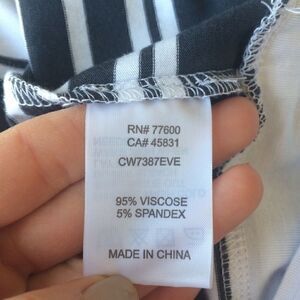 RN# 77600
CA# 45831
CW7387EVE
95% VISCOSE
5% SPANDEX
MADE IN CHINA